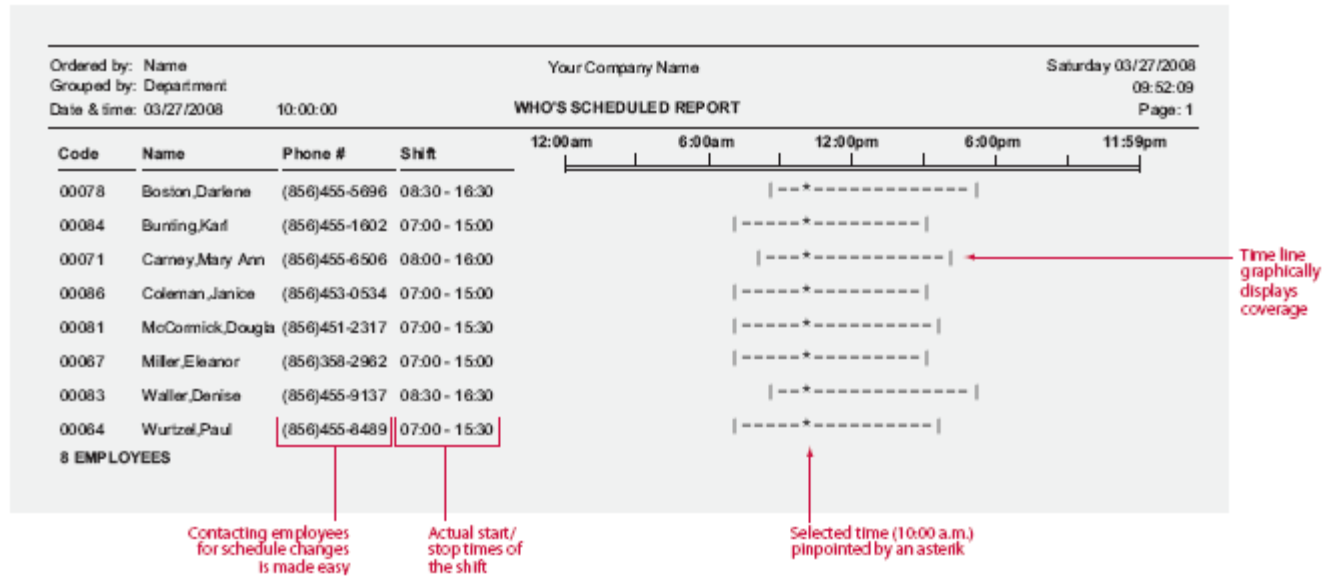 Ordered by: Name Your Company Name Saturday 03/27/2008
Grouped by: Department 09:52:09
Date & time: 03/27/2008 10:00:00 WHO'S SCHEDULED REPORT Page: 1
12:00am 6:00am 12:00pm 6:00pm 11:59pm
Code Name Phone # Shift
00078 Boston,Darlene (856)455-5696 08:30 - 16:30 |--*-------------|
00084 Bunting,Karl (856)455-1602 07:00 - 15:00 |-----*---------|
00071 Carney,Mary Ann (856)455-6506 08:00 - 16:00 |---*-----------|
00086 Coleman,Janice (856)453-0534 07:00 - 15:00 |-----*---------|
00081 McCormick,Dougla (856)451-2317 07:00 - 15:30 |-----*----------|
00067 Miller,Eleanor (856)358-2962 07:00 - 15:00 |-----*---------|
00083 Waller,Denise (856)455-9137 08:30 - 16:30 |--*-------------|
00064 Wurtzel,Paul (856)455-8489 07:00 - 15:30 |-----*----------|
8 EMPLOYEES
Time line
graphically
displays
coverage
Contacting employees
for schedule changes
is made easy
Actual start/
stop times of
the shift
Selected time (10:00 a.m.)
pinpointed by an asterik